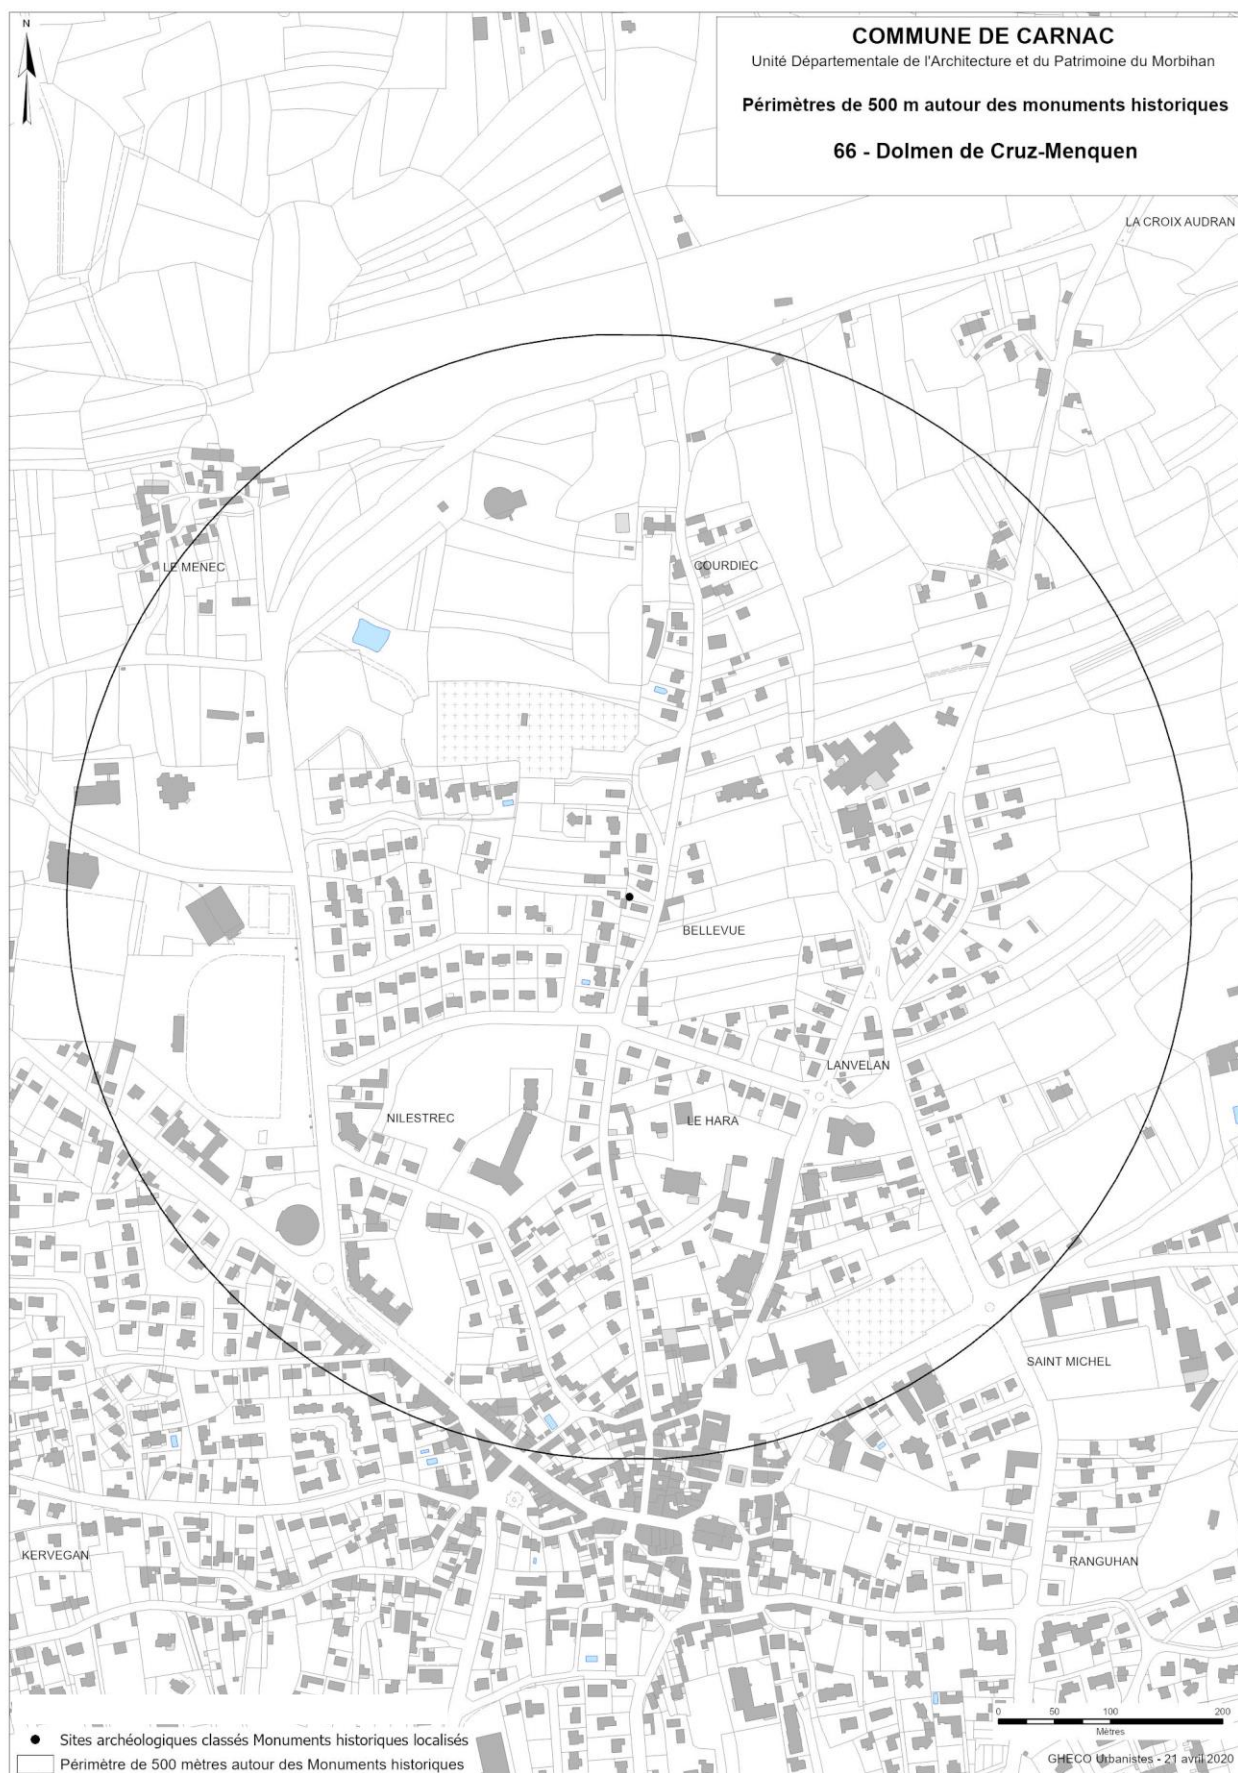 N
COMMUNE DE CARNAC
Unité Départementale de l'Architecture et du Patrimoine du Morbihan
Périmètres de 500 m autour des monuments historiques
66 - Dolmen de Cruz-Menquen
LA CROIX AUDRAN
LE MENEC
COURDIEC
BELLEVUE
LANVELAN
NILESTREC
LE HARA
SAINT MICHEL
KERVEGAN
RANGUHAN
0 50 100 200
Mètres
Sites archéologiques classés Monuments historiques localisés
Périmètre de 500 mètres autour des Monuments historiques
GHECO Urbanistes - 21 avril 2020